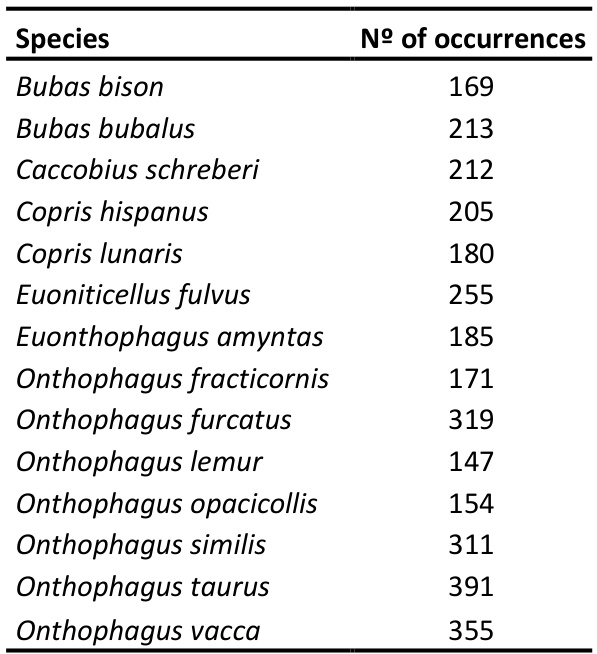 Species Nº of occurrences
Bubas bison 169
Bubas bubalus 213
Caccobius schreberi 212
Copris hispanus 205
Copris lunaris 180
Euoniticellus fulvus 255
Euonthophagus amyntas 185
Onthophagus fracticornis 171
Onthophagus furcatus 319
Onthophagus lemur 147
Onthophagus opacicollis 154
Onthophagus similis 311
Onthophagus taurus 391
Onthophagus vacca 355